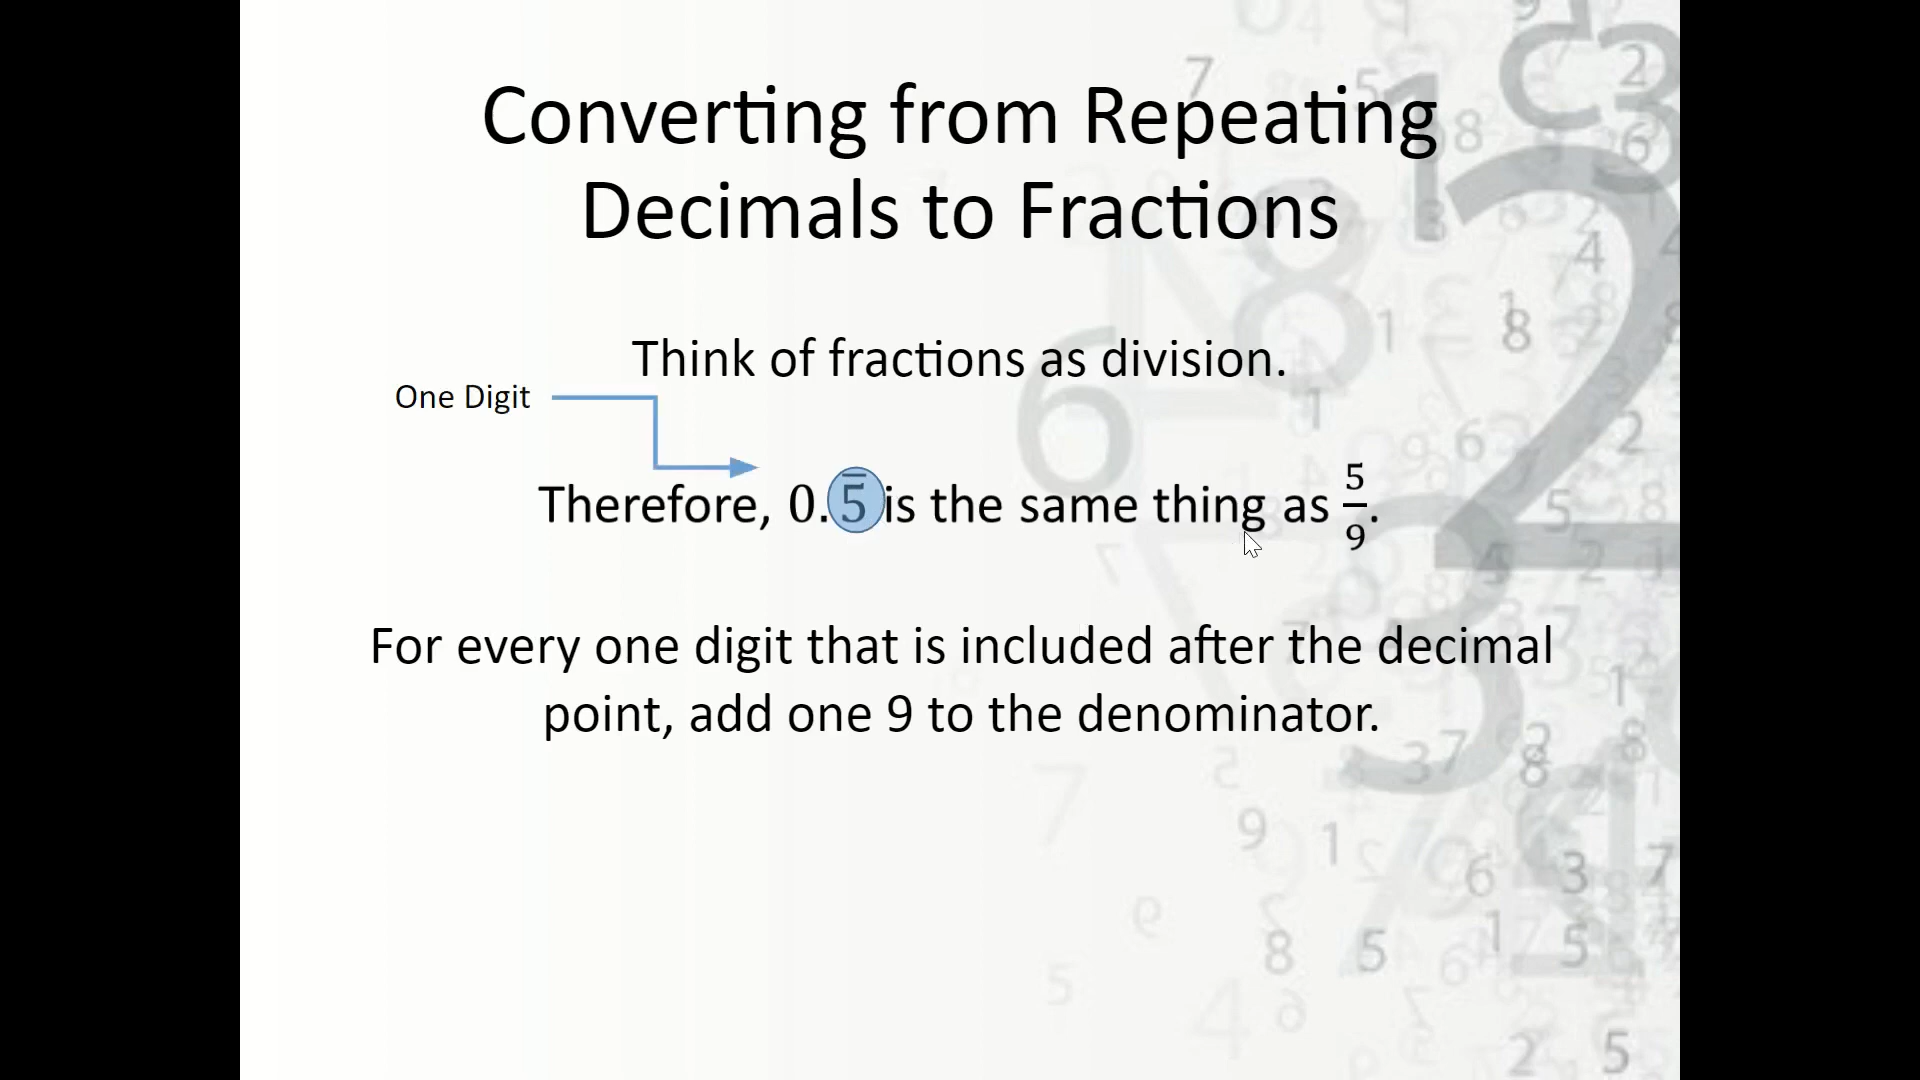 Converting from Repeating
Decimals to Fractions
Think of fractions as division.
One Digit
Therefore, 0.5̅ is the same thing as 5/9.
For every one digit that is included after the decimal
point, add one 9 to the denominator.